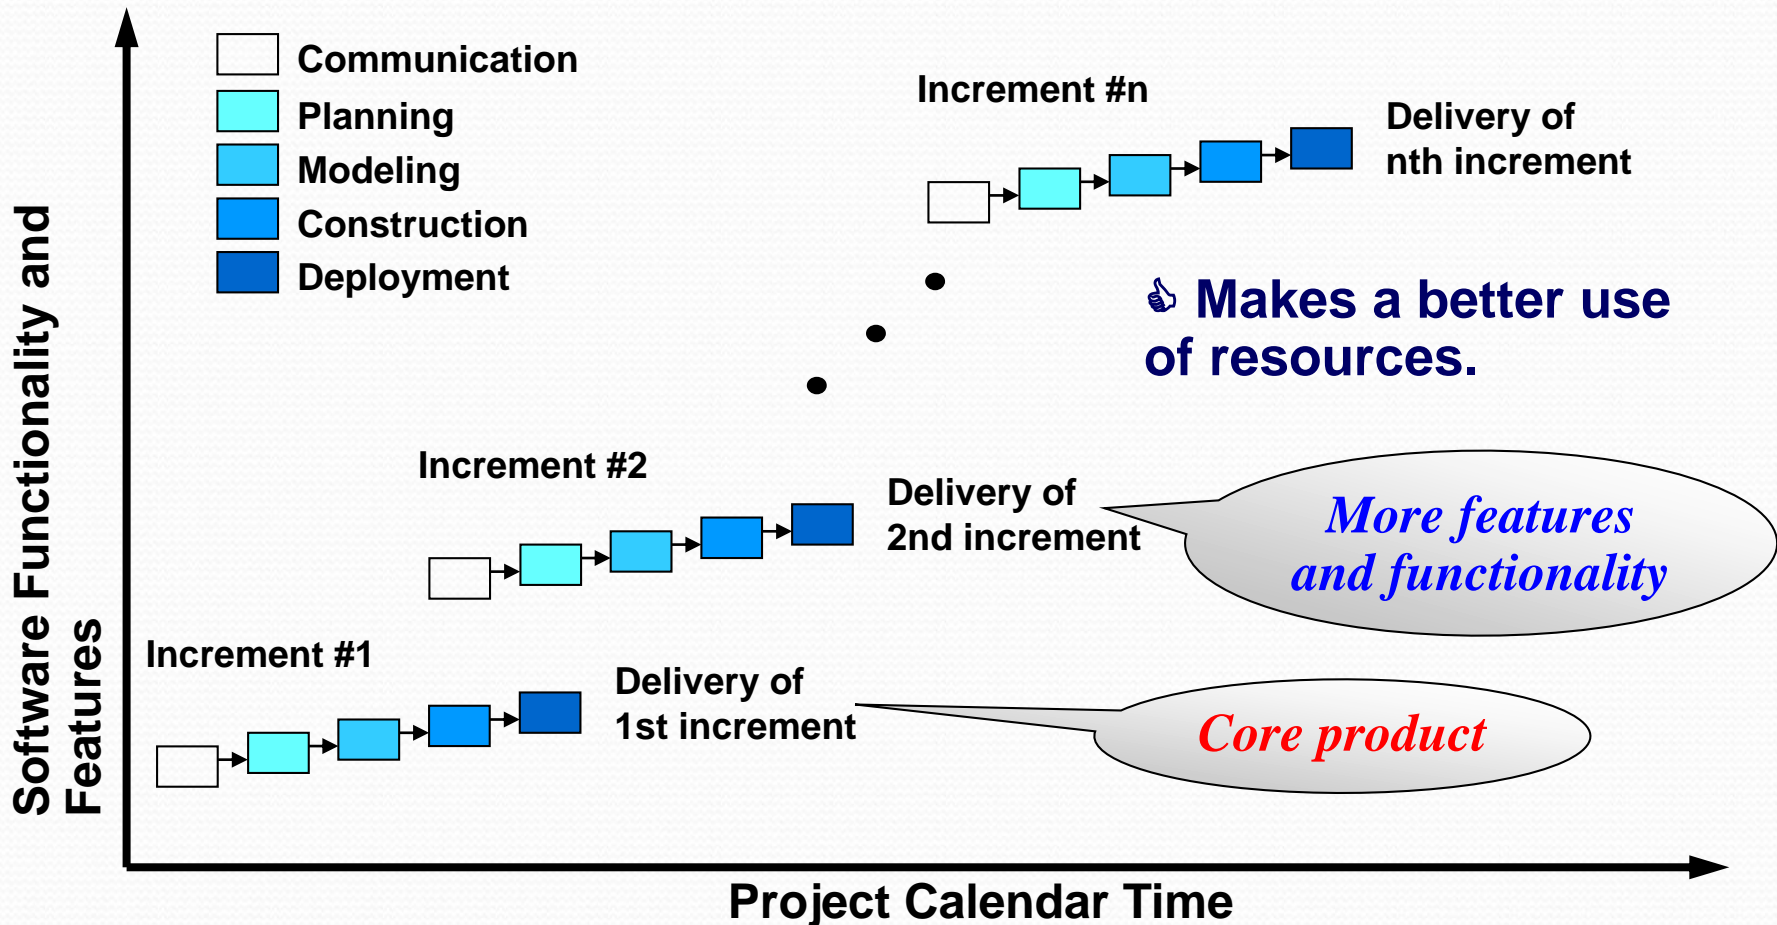 Communication
Planning
Modeling
Construction
Deployment
Increment #n
Delivery of
nth increment
👍 Makes a better use
of resources.
Increment #2
Delivery of
2nd increment
More features
and functionality
Increment #1
Delivery of
1st increment
Core product
Software Functionality and
Features
Project Calendar Time